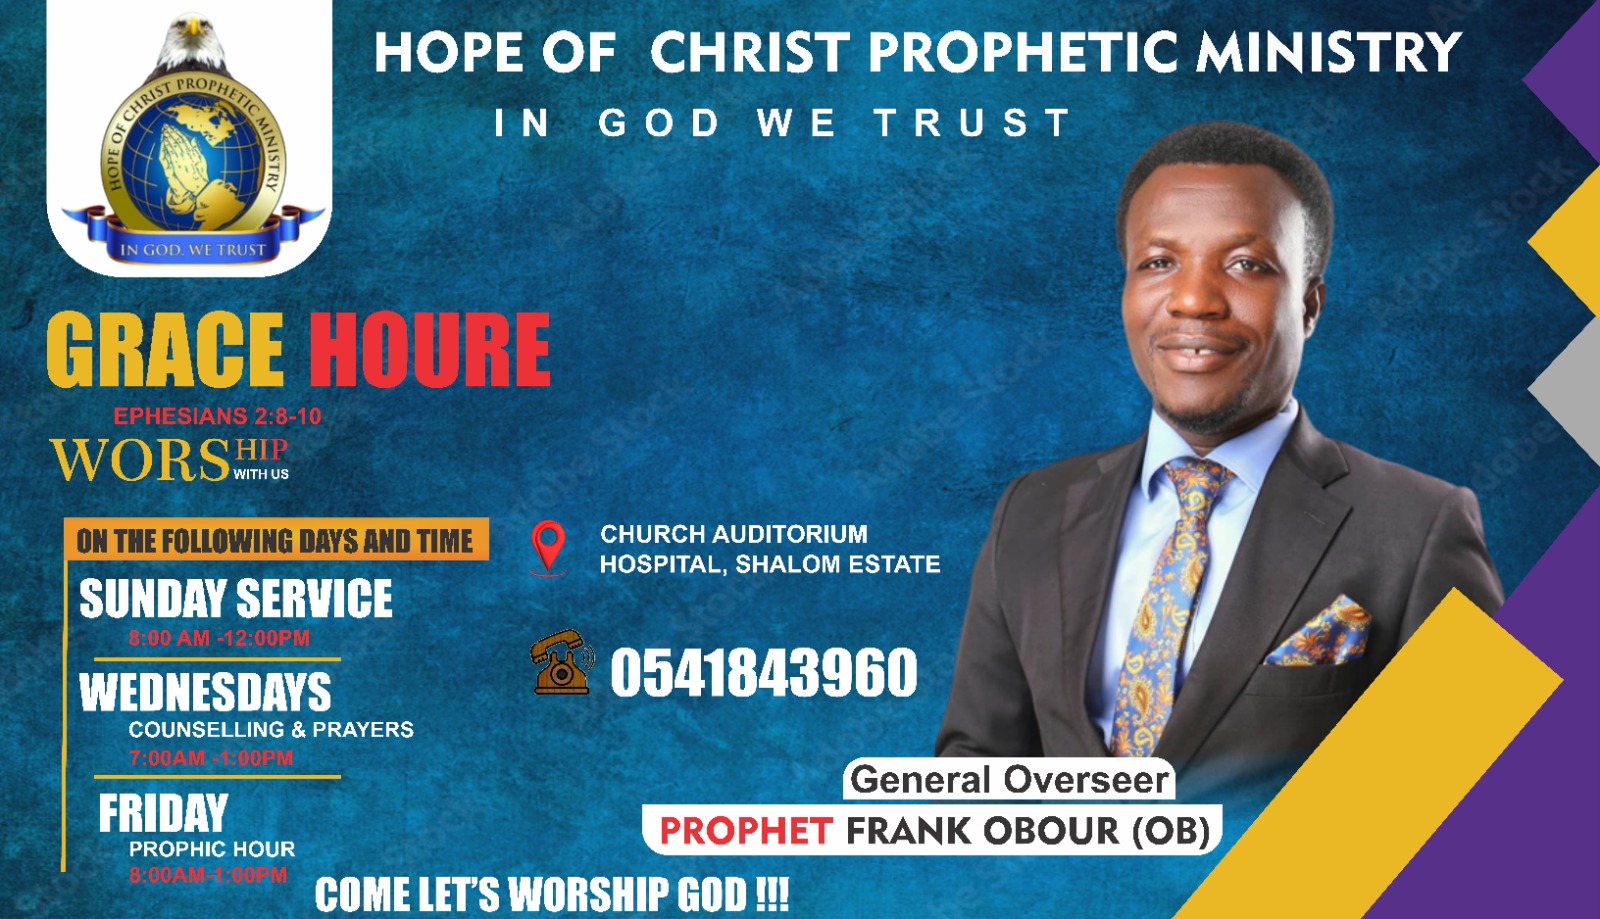 HOPE OF CHRIST PROPHETIC MINISTRY
IN GOD WE TRUST
HOPE OF CHRIST PROPHETIC MINISTRY
IN GOD. WE TRUST
GRACE HOURE
EPHESIANS 2:8-10
WORSHIP
WITH US
ON THE FOLLOWING DAYS AND TIME
SUNDAY SERVICE
8:00 AM -12:00PM
WEDNESDAYS
COUNSELLING & PRAYERS
7:00AM -1:00PM
FRIDAY
PROPHIC HOUR
8:00AM-1:00PM
CHURCH AUDITORIUM
HOSPITAL, SHALOM ESTATE
0541843960
General Overseer
PROPHET FRANK OBOUR (OB)
COME LET'S WORSHIP GOD !!!
Adobe Stock